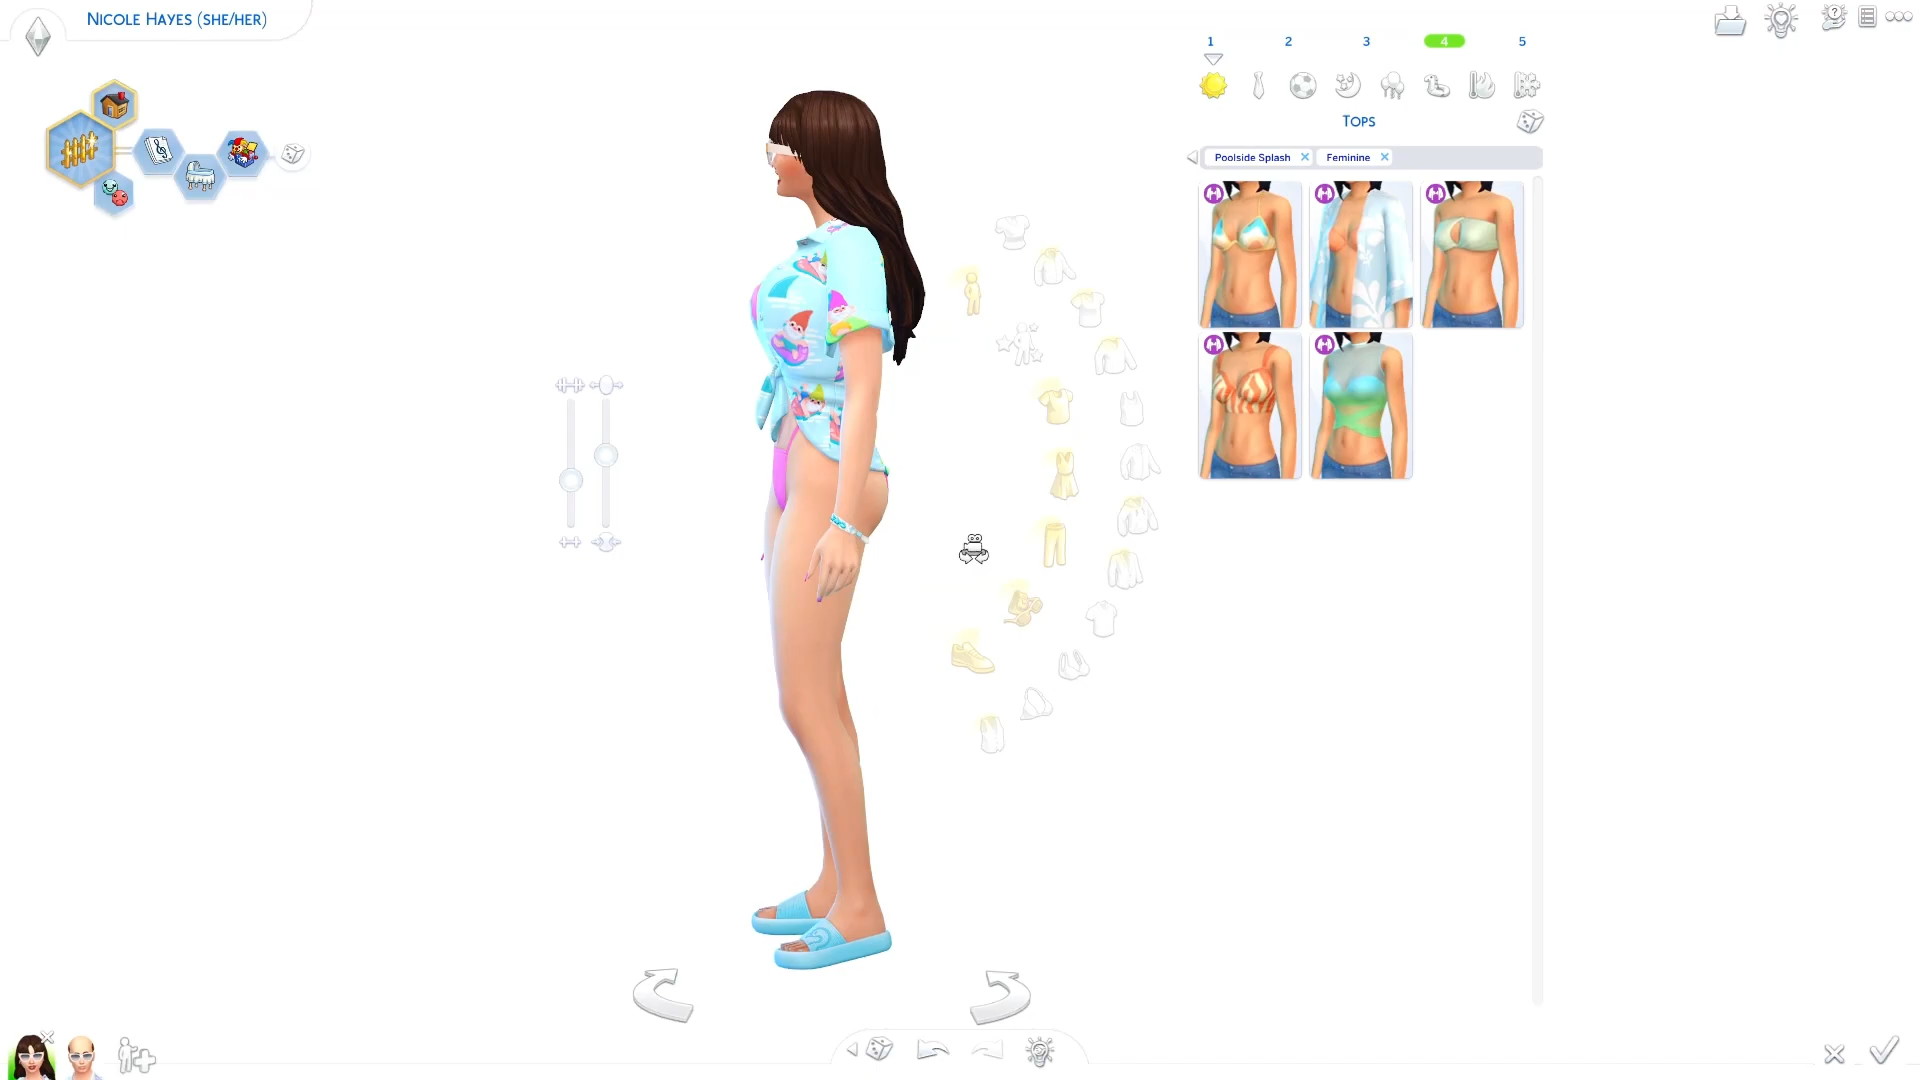 NICOLE HAYES (SHE/HER)
1 2 3 4 5
TOPS
Poolside Splash Feminine